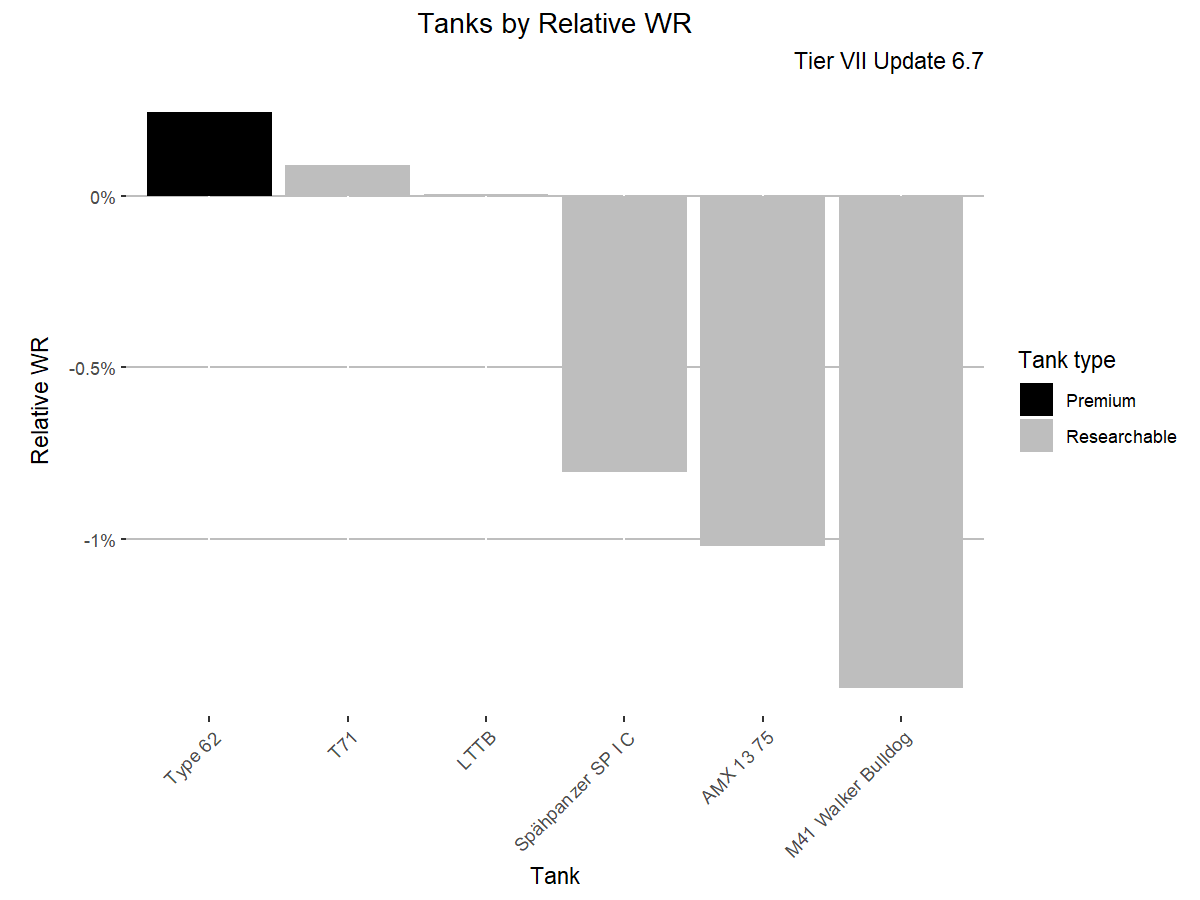 Tanks by Relative WR
Tier VII Update 6.7
Relative WR
0%
-0.5%
-1%
Type 62
T71
LTTB
Spähpanzer SP I C
AMX 13 75
M41 Walker Bulldog
Tank
Tank type
Premium
Researchable